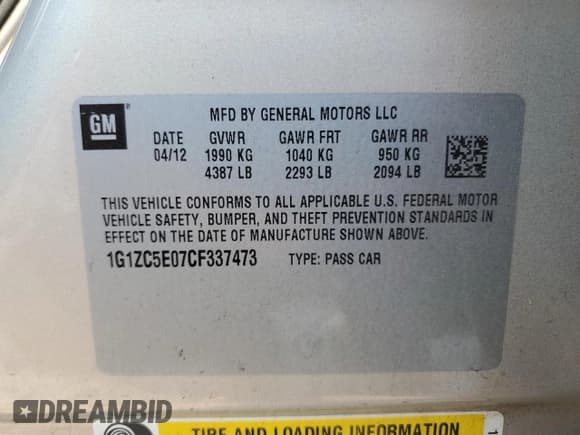 GM
MFD BY GENERAL MOTORS LLC
DATE GVWR GAWR FRT GAWR RR
04/12 1990 KG 1040 KG 950 KG
4387 LB 2293 LB 2094 LB
THIS VEHICLE CONFORMS TO ALL APPLICABLE U.S. FEDERAL MOTOR
VEHICLE SAFETY, BUMPER, AND THEFT PREVENTION STANDARDS IN
EFFECT ON THE DATE OF MANUFACTURE SHOWN ABOVE.
1G1ZC5E07CF337473 TYPE: PASS CAR
TIRE AND LOADING INFORMATION
DREAMBID